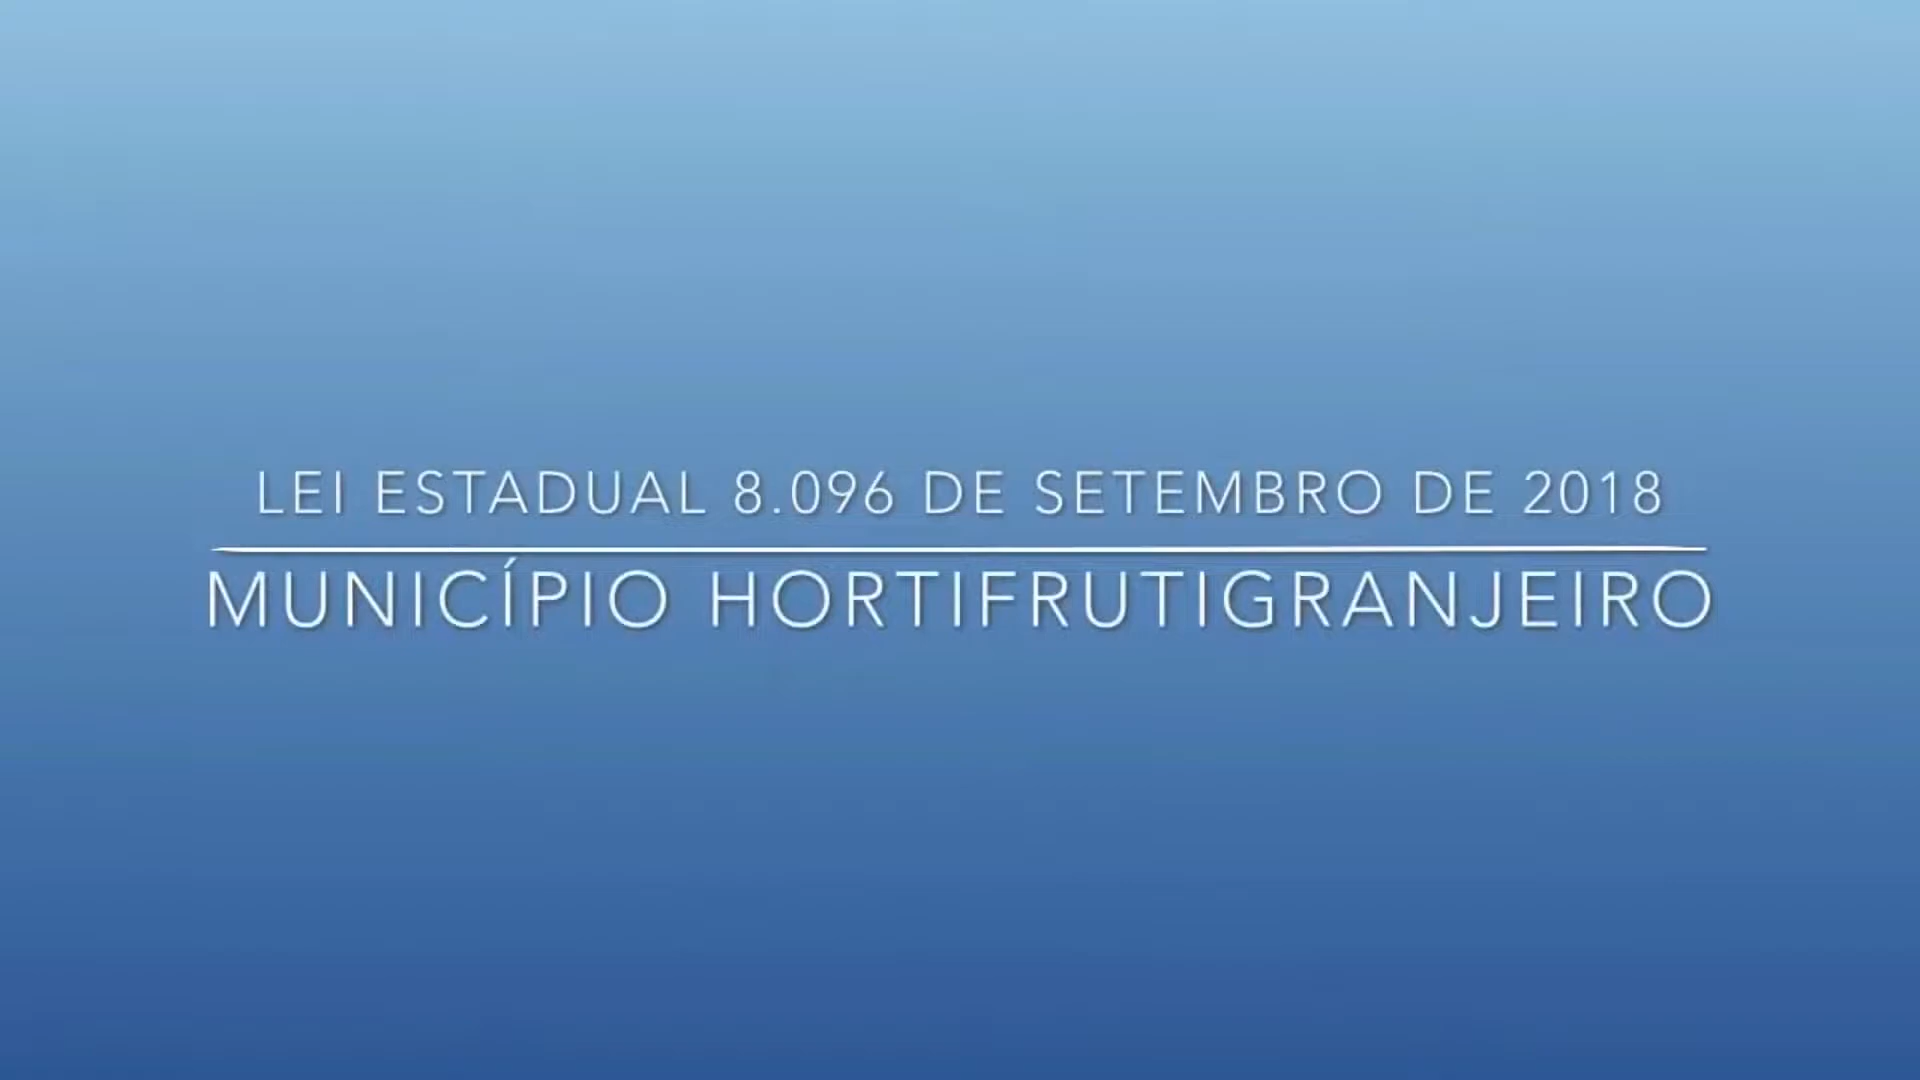 LEI ESTADUAL 8.096 DE SETEMBRO DE 2018
MUNICÍPIO HORTIFRUTIGRANJEIRO